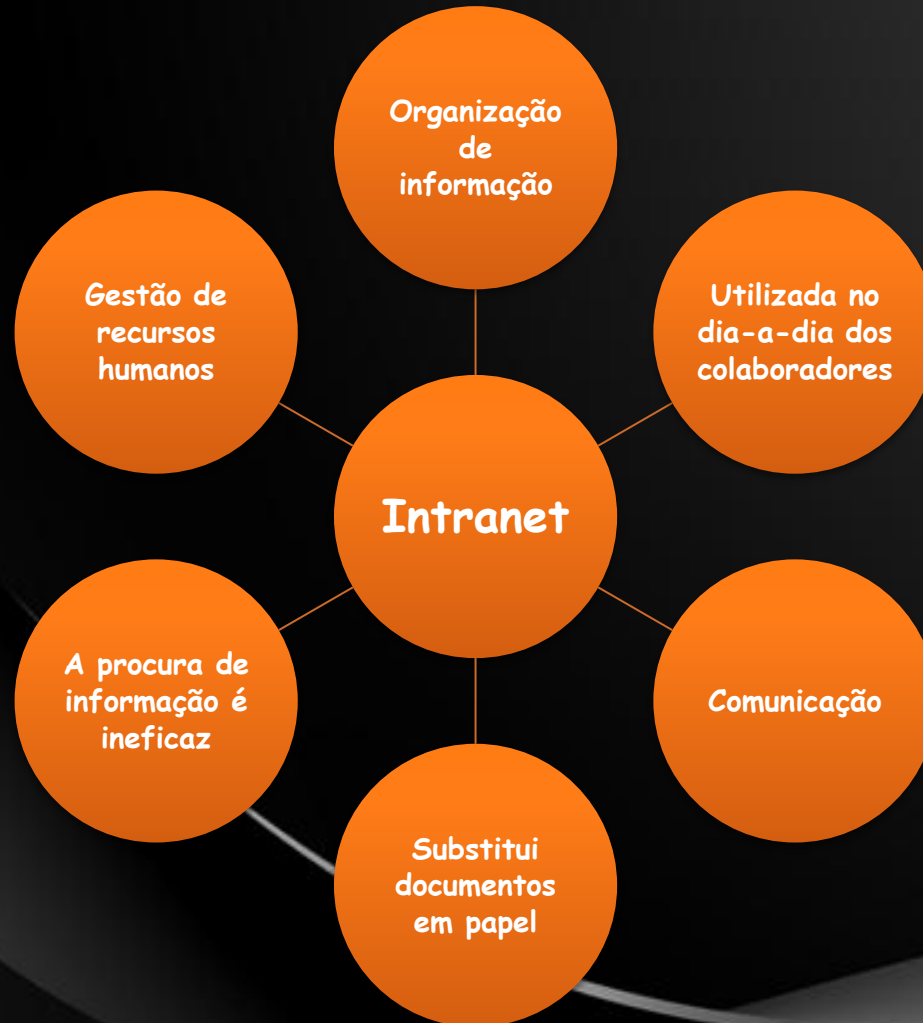 Organização
de
informação
Gestão de
recursos
humanos
Utilizada no
dia-a-dia dos
colaboradores
Intranet
A procura de
informação é
ineficaz
Comunicação
Substitui
documentos
em papel